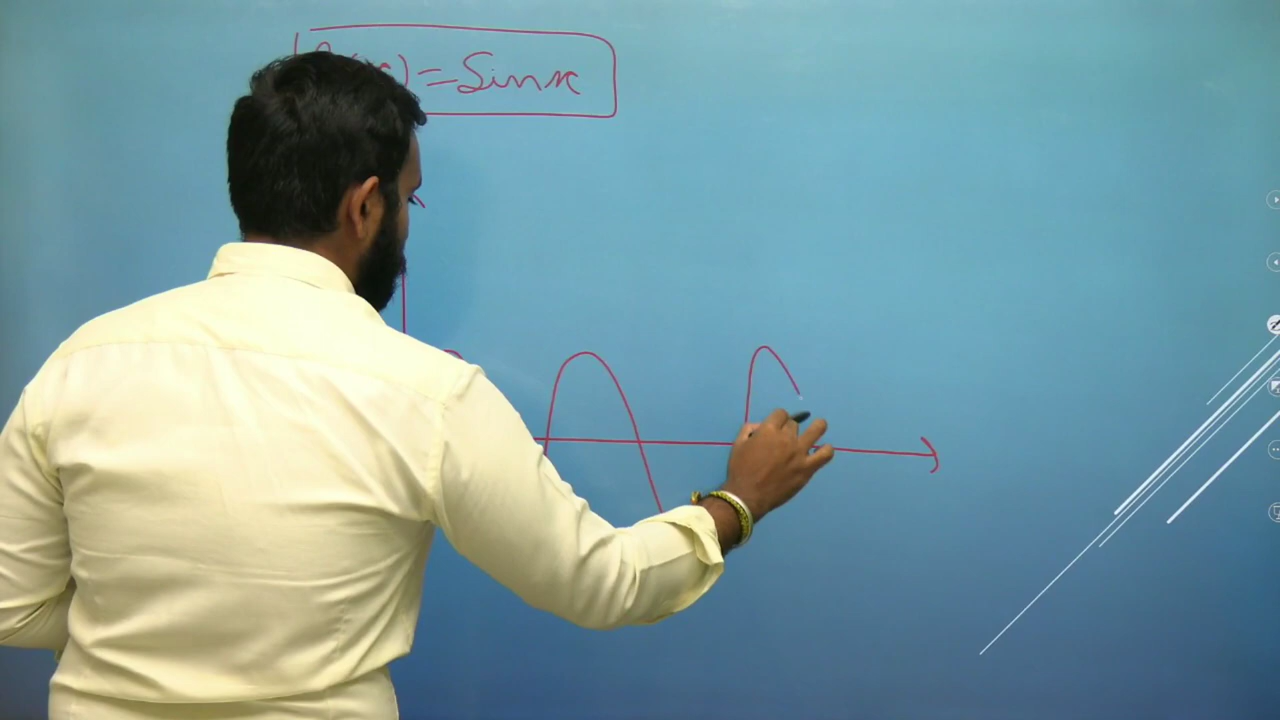 ) = Sinx